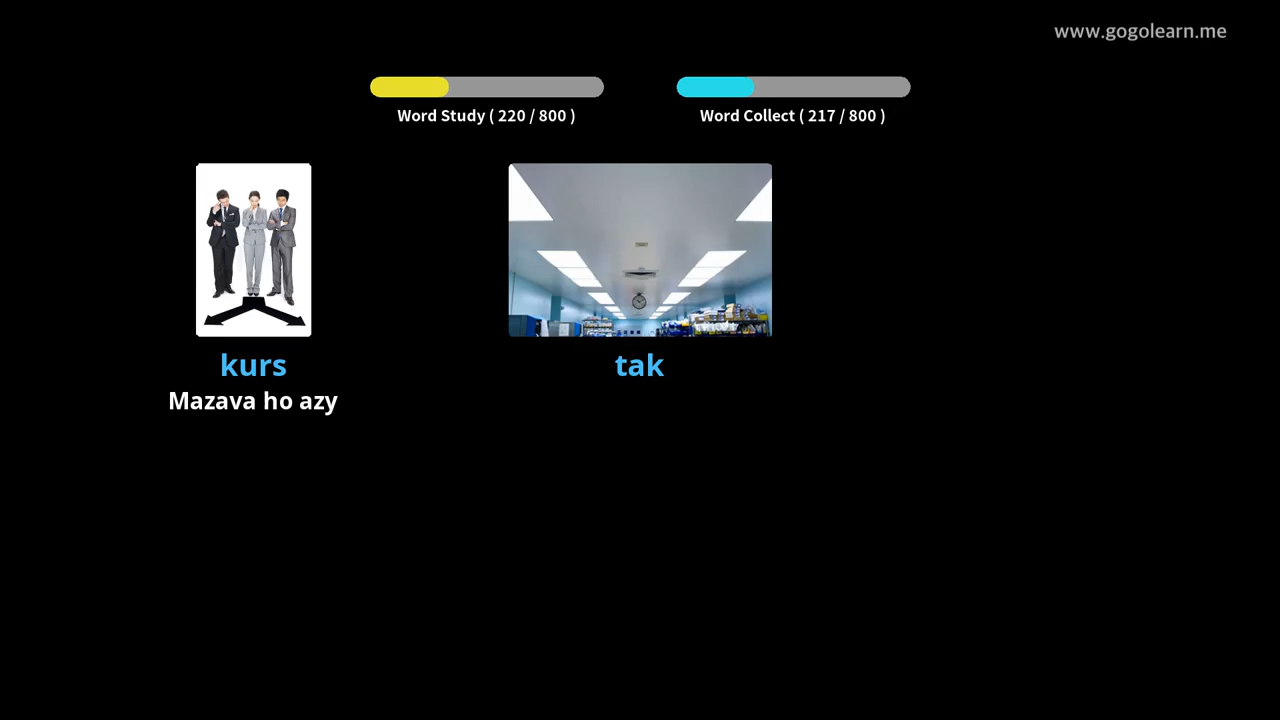 www.gogolearn.me
Word Study ( 220 / 800 )
Word Collect ( 217 / 800 )
kurs
tak
Mazava ho azy